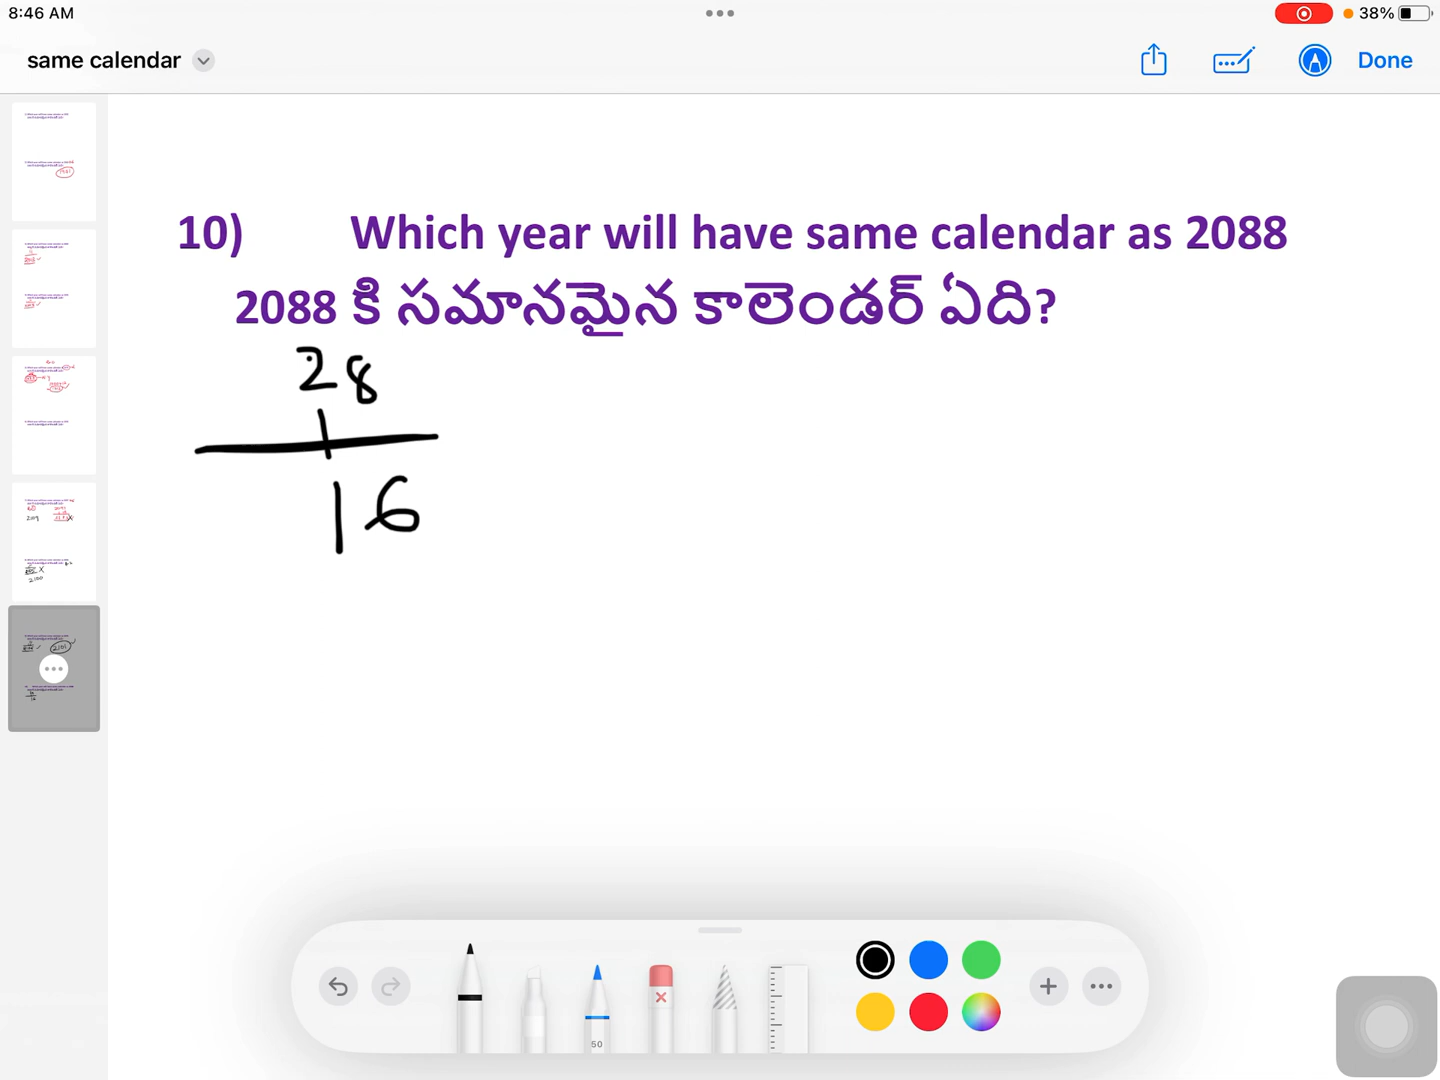 8:46 AM
38%
same calendar
Done
10) Which year will have same calendar as 2088
2088 కి సమానమైన కాలెండర్ ఏది?
28
1
16
50